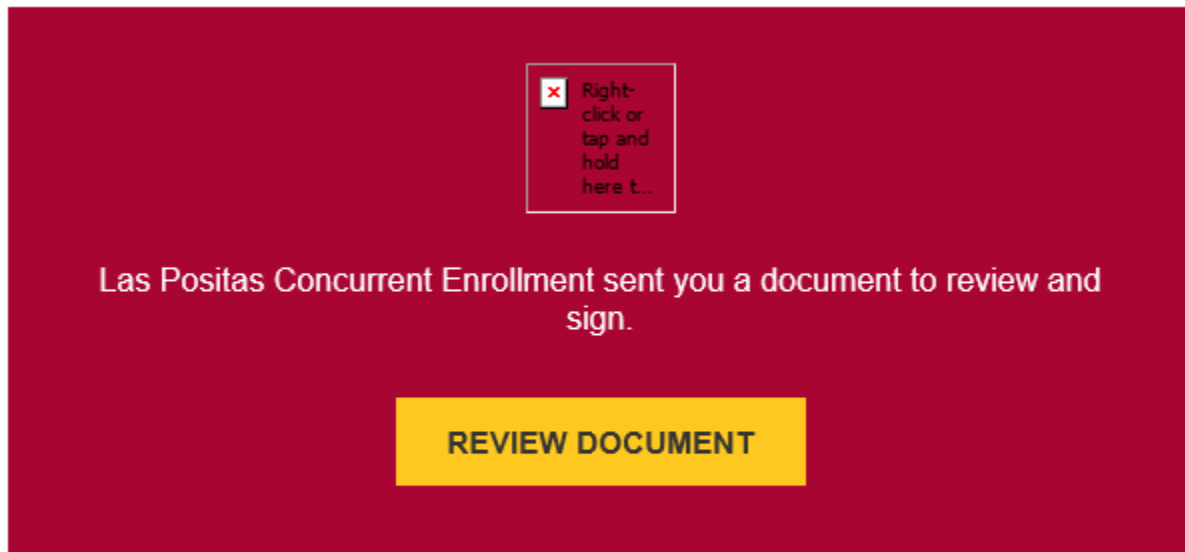 Right-
click or
tap and
hold
here t...
Las Positas Concurrent Enrollment sent you a document to review and
sign.
REVIEW DOCUMENT